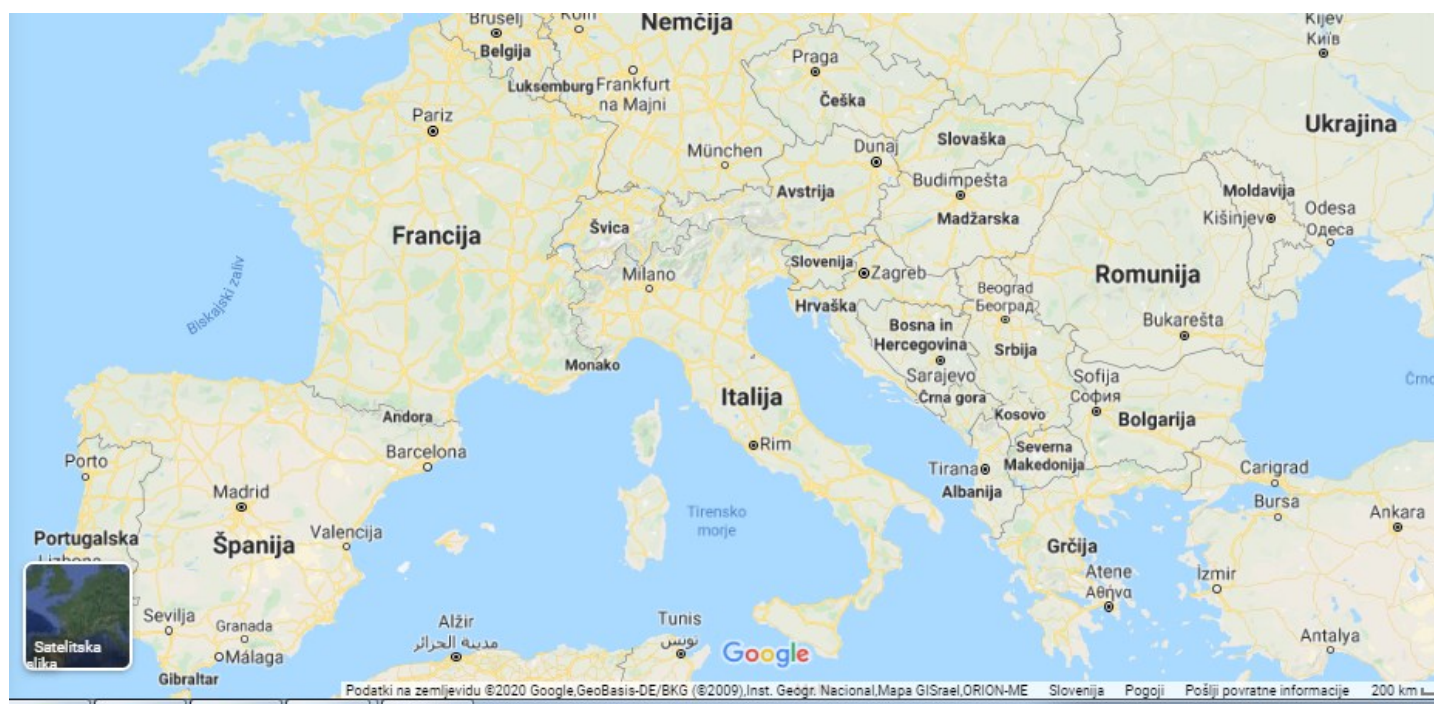 Bruselj
Köln
Nemčija
Kijev
Київ
Belgija
Praga
Luksemburg
Frankfurt
na Majni
Češka
Pariz
Ukrajina
Slovaška
Dunaj
München
Budimpešta
Avstrija
Moldavija
Madžarska
Kišinjev
Odesa
Одеса
Francija
Švica
Slovenija
Zagreb
Milano
Romunija
Biskajski zaliv
Hrvaška
Beograd
Београд
Bosna in
Hercegovina
Bukarešta
Srbija
Monako
Sarajevo
Sofija
София
Črno
Italija
Črna gora
Andora
Kosovo
Bolgarija
Rim
Barcelona
Severna
Makedonija
Porto
Tirana
Carigrad
Albanija
Madrid
Bursa
Tirensko
morje
Ankara
Portugalska
Španija
Valencija
Grčija
Lizbona
Atene
Αθήνα
İzmir
Sevilja
Granada
Alžir
مدينة الجزائر
Tunis
تونس
Antalya
Satelitska
slika
Málaga
Google
Gibraltar
Podatki na zemljevidu ©2020 Google,GeoBasis-DE/BKG (©2009),Inst. Geogr. Nacional,Mapa GISrael,ORION-ME Slovenija Pogoji Pošlji povratne informacije 200 km